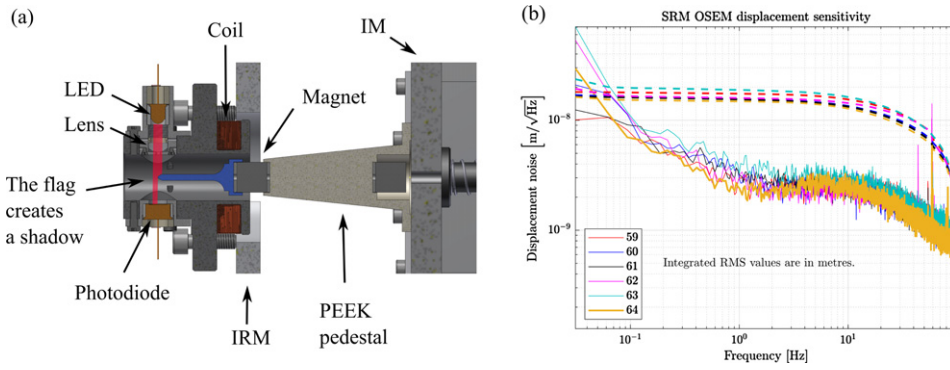 (a)
Coil
IM
LED
Magnet
Lens
The flag
creates
a shadow
Photodiode
PEEK
pedestal
IRM
(b)
SRM OSEM displacement sensitivity
Displacement noise [m/√Hz]
10⁻⁸
10⁻⁹
59
60
61
62
63
64
Integrated RMS values are in metres.
10⁻¹
10⁰
10¹
Frequency [Hz]